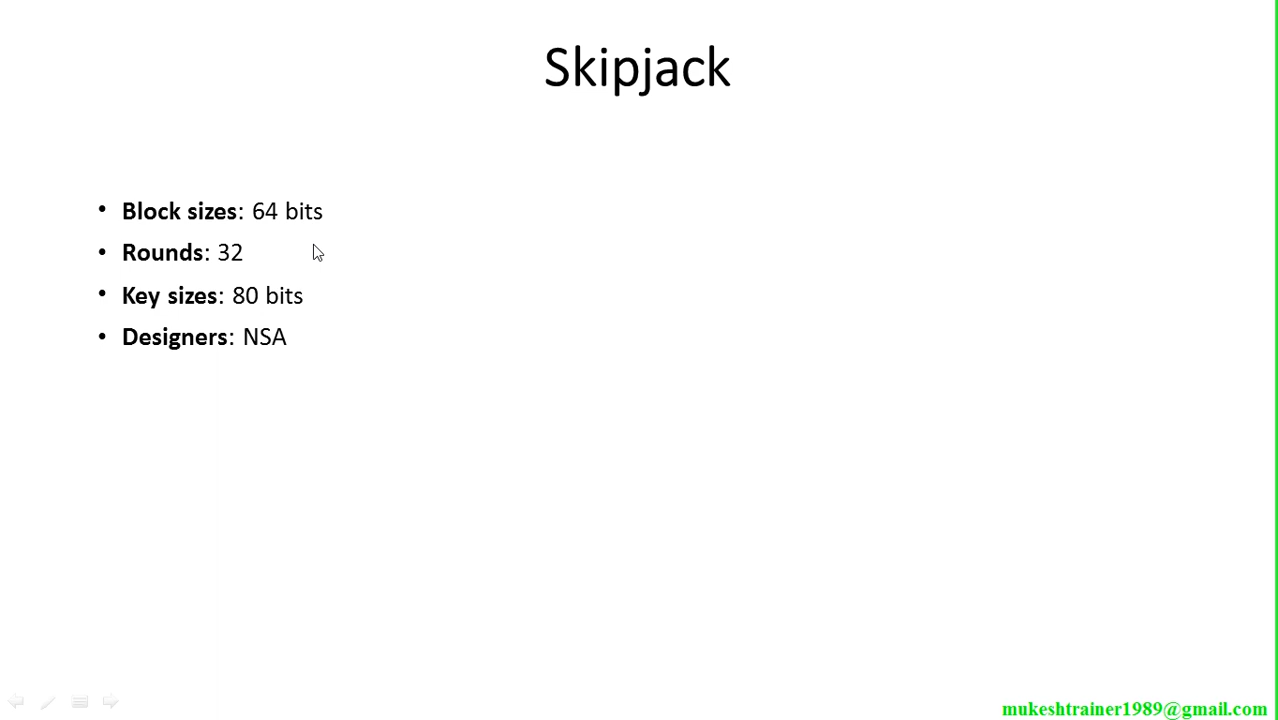 Skipjack
• Block sizes: 64 bits
• Rounds: 32
• Key sizes: 80 bits
• Designers: NSA
mukeshtrainer1989@gmail.com